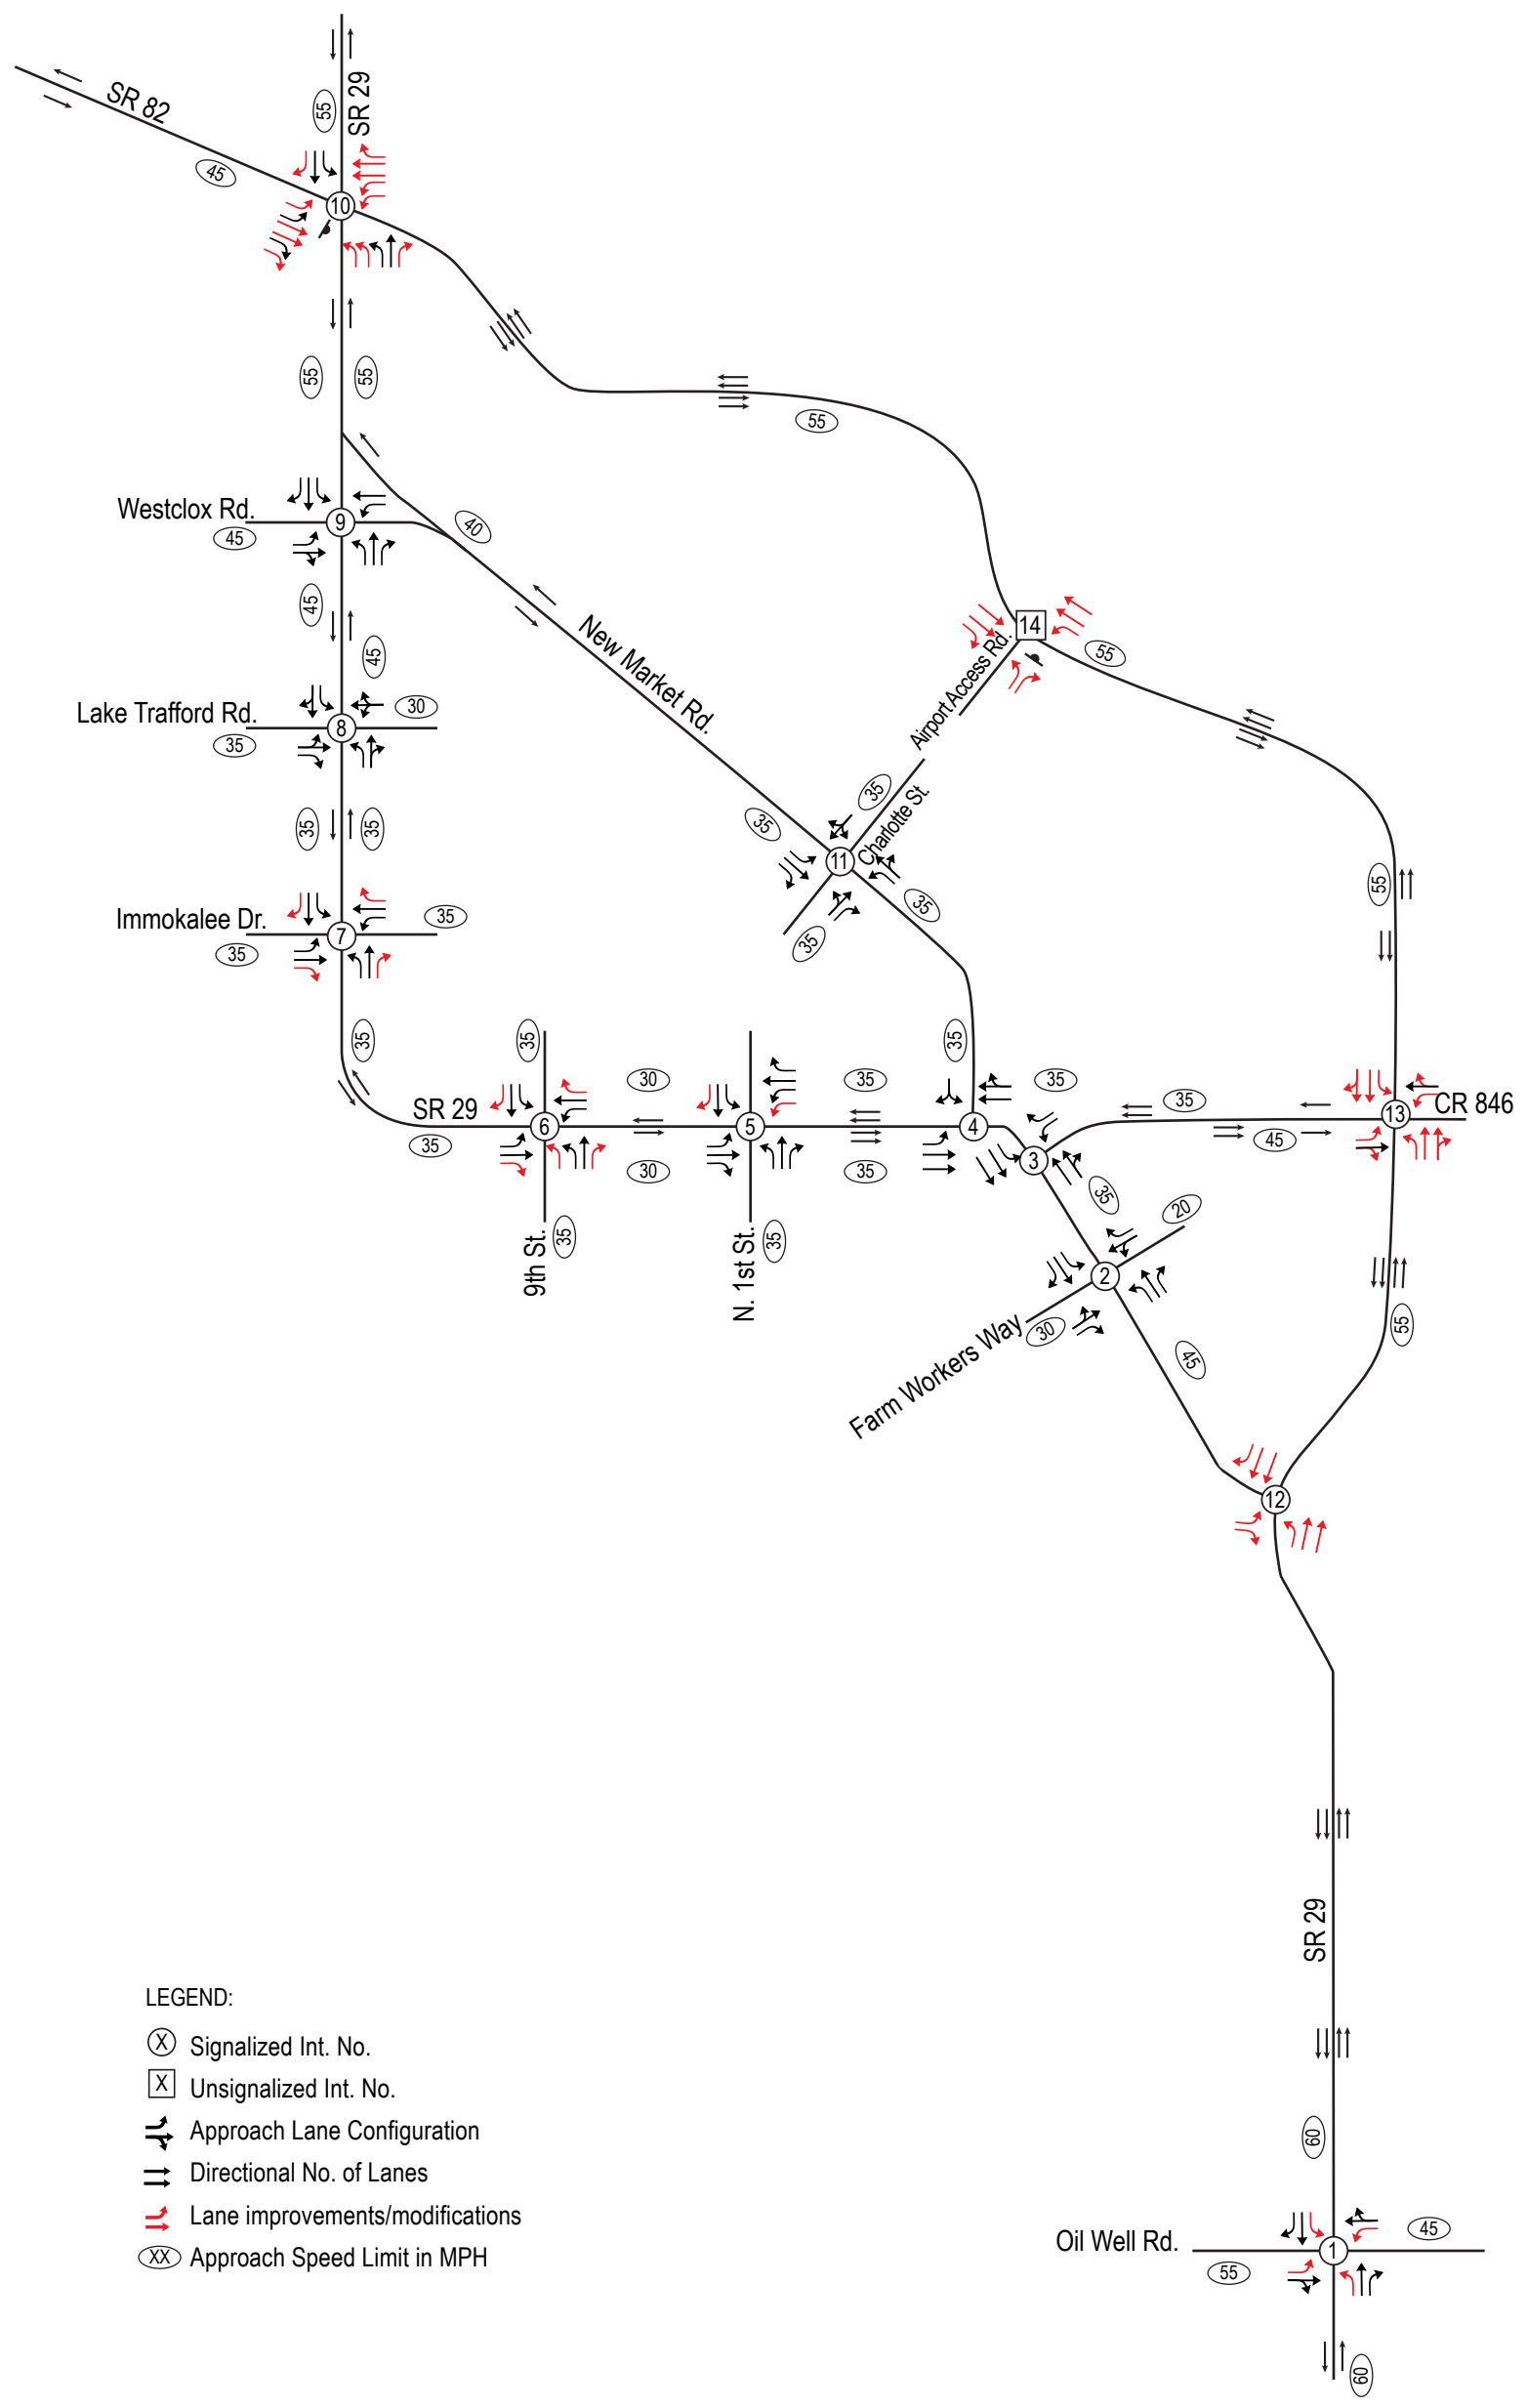 SR 29
SR 82
55
45
10
55
55
55
Westclox Rd.
9
40
45
45
New Market Rd.
14
Airport Access Rd.
55
45
Lake Trafford Rd.
30
8
35
35
35
35
35
Charlotte St.
11
55
Immokalee Dr.
35
7
35
35
35
35
35
35
30
35
35
35
SR 29
6
5
4
CR 846
13
35
30
35
45
3
35
20
9th St.
35
N. 1st St.
35
2
30
Farm Workers Way
55
45
12
SR 29
LEGEND:
X Signalized Int. No.
X Unsignalized Int. No.
Approach Lane Configuration
Directional No. of Lanes
Lane improvements/modifications
XX Approach Speed Limit in MPH
60
Oil Well Rd.
45
1
55
60